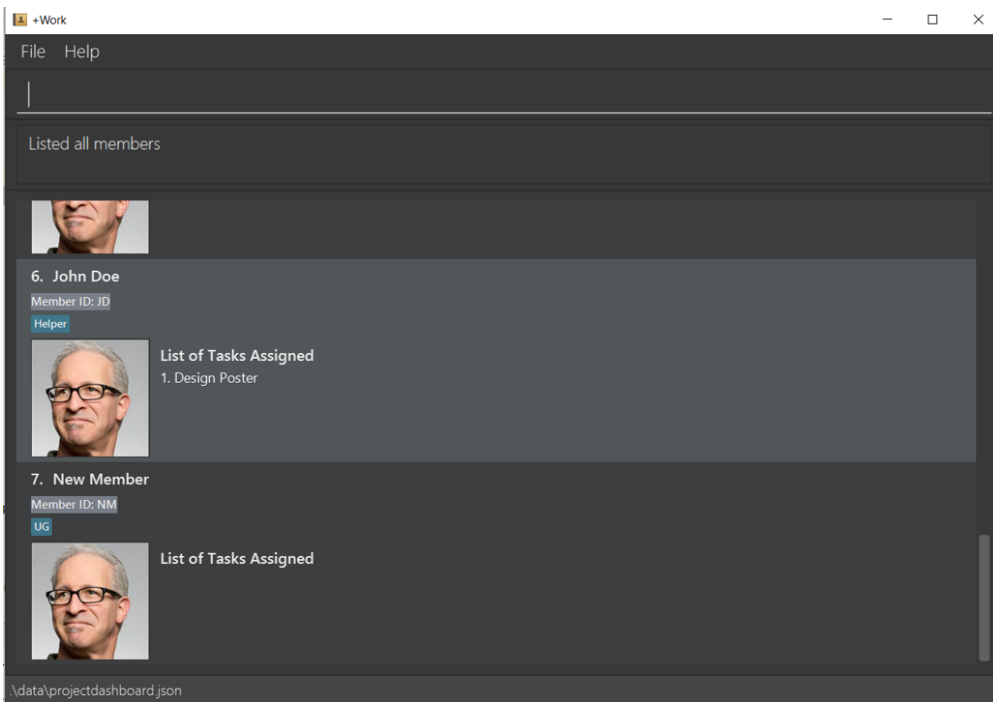 +Work
File Help
Listed all members
6. John Doe
Member ID: JD
Helper
List of Tasks Assigned
1. Design Poster
7. New Member
Member ID: NM
UG
List of Tasks Assigned
.\data\projectdashboard.json